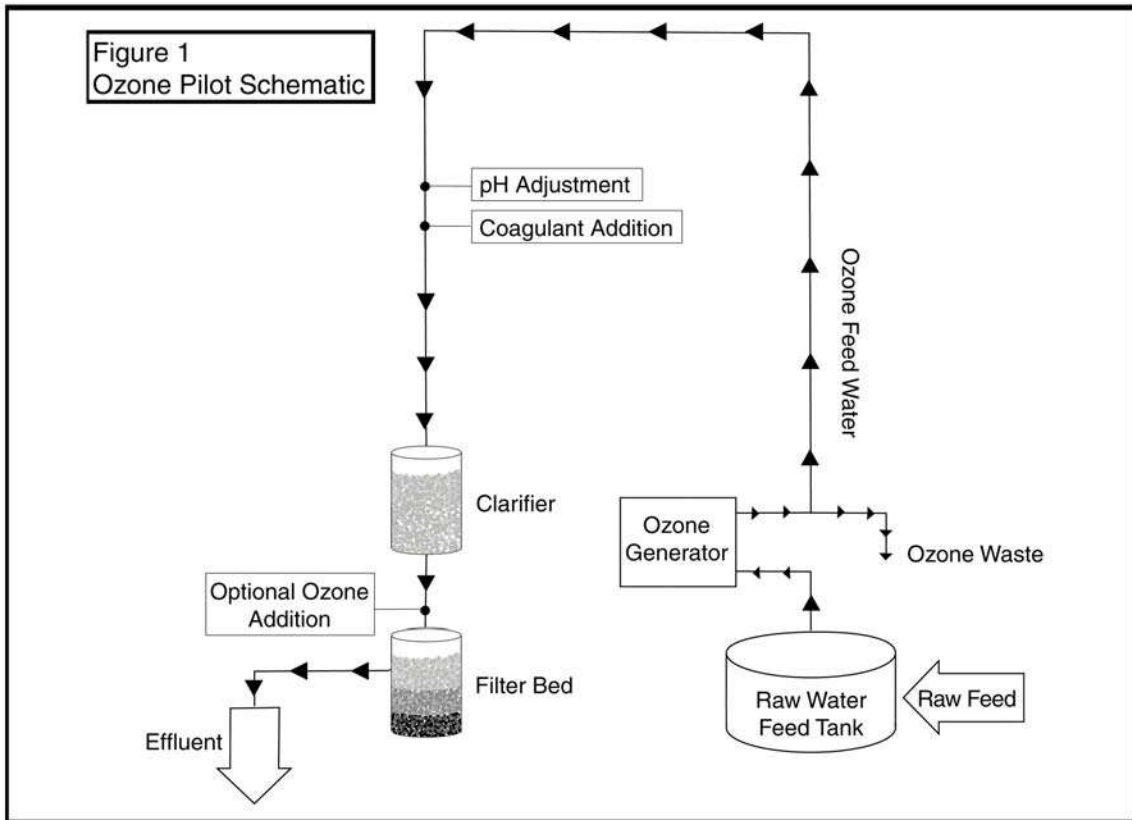 Figure 1
Ozone Pilot Schematic
pH Adjustment
Coagulant Addition
Ozone Feed Water
Clarifier
Ozone
Generator
Ozone Waste
Optional Ozone
Addition
Filter Bed
Raw Water
Feed Tank
Raw Feed
Effluent